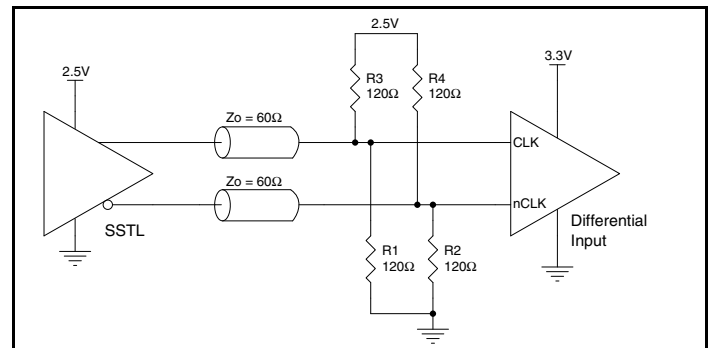 2.5V
2.5V
3.3V
R3
120Ω
R4
120Ω
Zo = 60Ω
CLK
Zo = 60Ω
nCLK
SSTL
Differential
Input
R1
120Ω
R2
120Ω